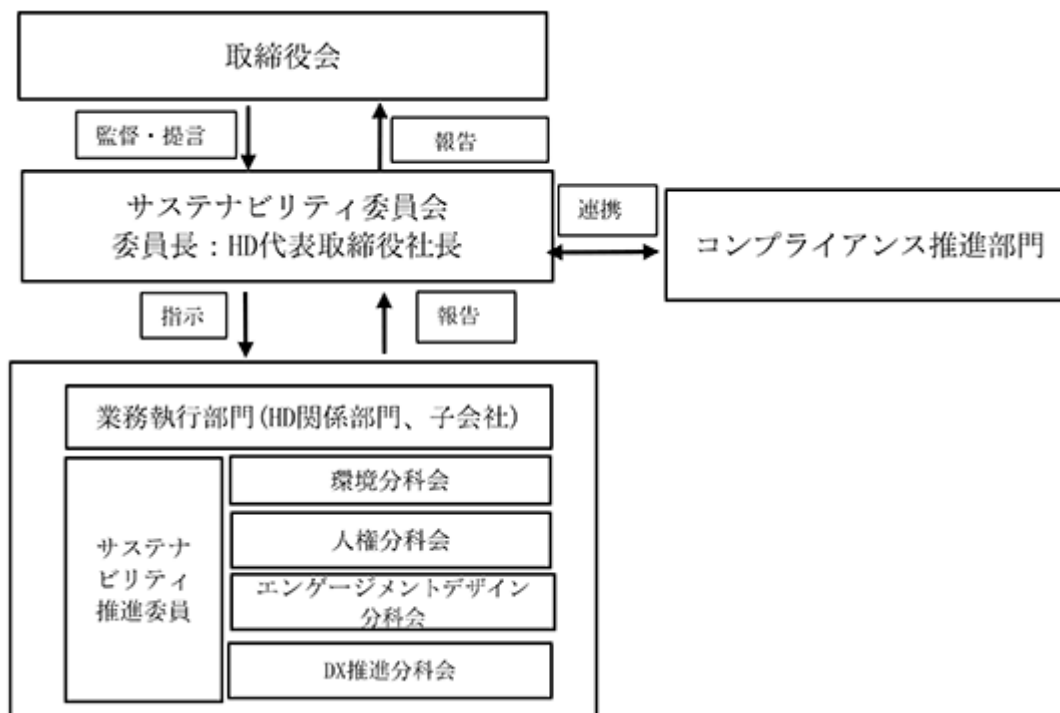 取締役会
監督・提言
報告
サステナビリティ委員会
委員長：HD代表取締役社長
連携
コンプライアンス推進部門
指示
報告
業務執行部門(HD関係部門、子会社)
サステナ
ビリティ
推進委員
環境分科会
人権分科会
エンゲージメントデザイン
分科会
DX推進分科会